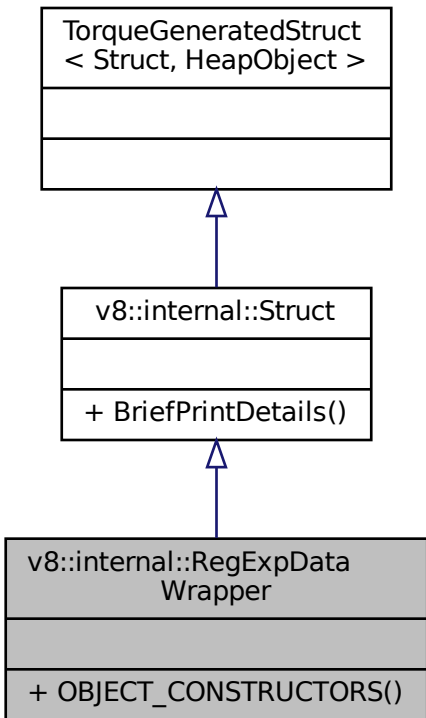 TorqueGeneratedStruct
< Struct, HeapObject >
v8::internal::Struct
+ BriefPrintDetails()
v8::internal::RegExpData
Wrapper
+ OBJECT_CONSTRUCTORS()